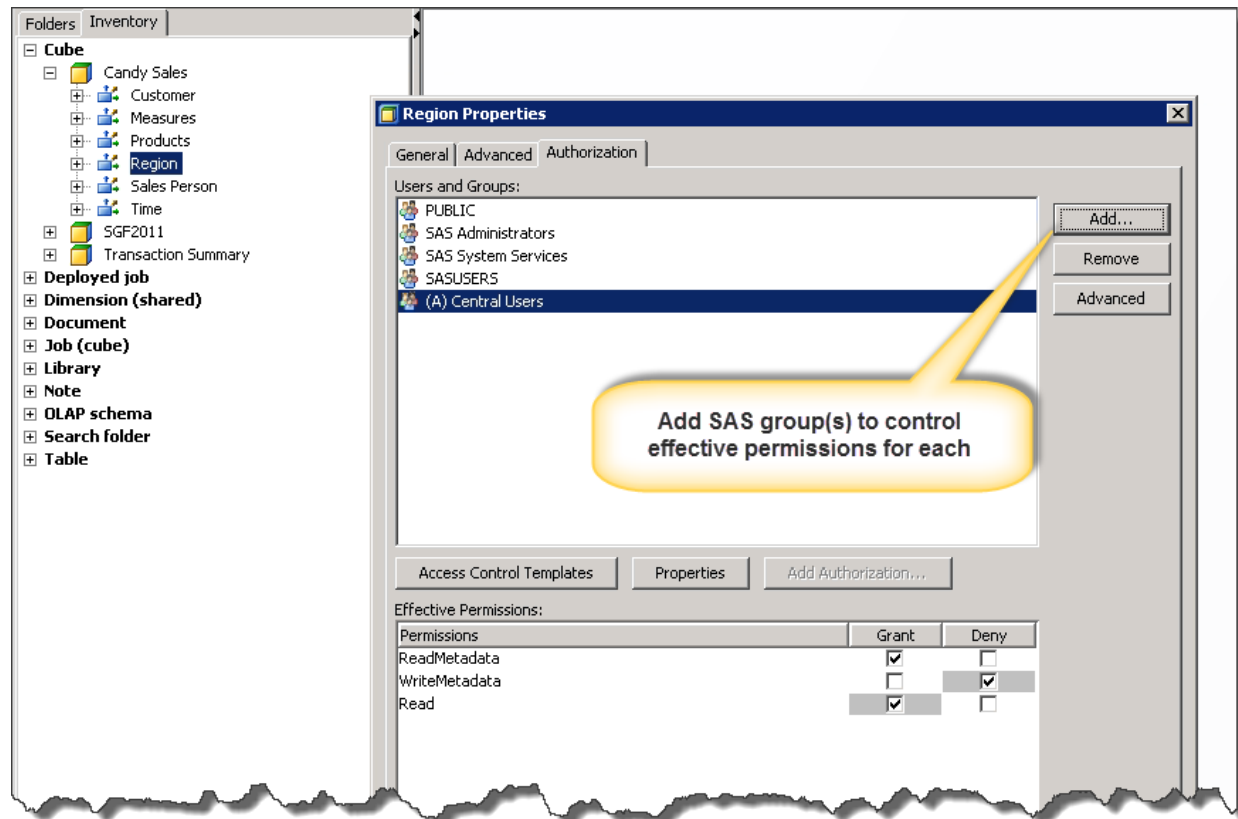 Folders Inventory
Cube
Candy Sales
Customer
Measures
Products
Region
Sales Person
Time
SGF2011
Transaction Summary
Deployed job
Dimension (shared)
Document
Job (cube)
Library
Note
OLAP schema
Search folder
Table
Region Properties
General Advanced Authorization
Users and Groups:
PUBLIC
SAS Administrators
SAS System Services
SASUSERS
(A) Central Users
Add...
Remove
Advanced
Add SAS group(s) to control
effective permissions for each
Access Control Templates Properties Add Authorization...
Effective Permissions:
Permissions Grant Deny
ReadMetadata
WriteMetadata
Read